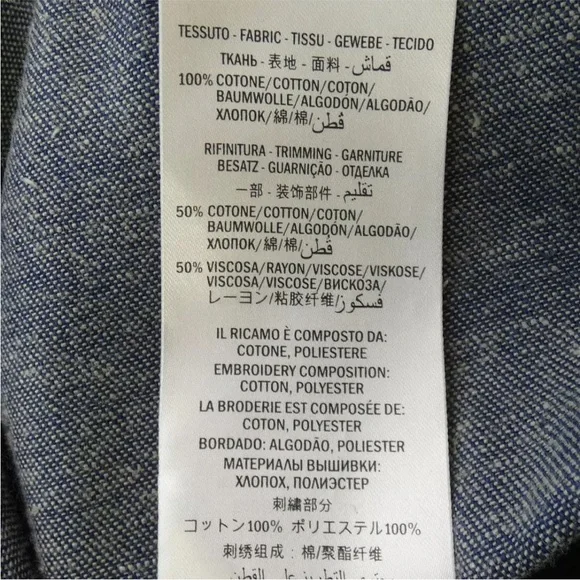 TESSUTO - FABRIC - TISSU - GEWEBE - TECIDO
ТКАНЬ - 表地 - 面料 - قماش
100% COTONE/COTTON/COTON/
BAUMWOLLE/ALGODÓN/ALGODÃO/
ХЛОПОК/綿/棉/قُطن
RIFINITURA - TRIMMING - GARNITURE
BESATZ - GUARNIÇÃO - ОТДЕЛКА
一部 - 装饰部件 - تقليم
50% COTONE/COTTON/COTON/
BAUMWOLLE/ALGODÓN/ALGODÃO/
ХЛОПОК/綿/棉/قُطن
50% VISCOSA/RAYON/VISCOSE/VISKOSE/
VISCOSA/VISCOSE/ВИСКОЗА/
レーヨン/粘胶纤维/فسكوز
IL RICAMO È COMPOSTO DA:
COTONE, POLIESTERE
EMBROIDERY COMPOSITION:
COTTON, POLYESTER
LA BRODERIE EST COMPOSÉE DE:
COTON, POLYESTER
BORDADO: ALGODÃO, POLIESTER
МАТЕРИАЛЫ ВЫШИВКИ:
ХЛОПОХ, ПОЛИЭСТЕР
刺繍部分
コットン100% ポリエステル100%
刺绣组成：棉/聚酯纤维